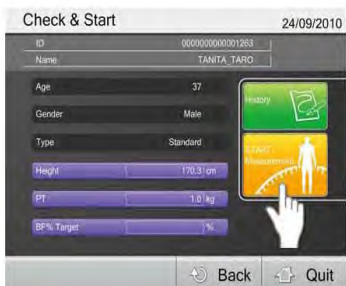 Check & Start 24/09/2010
ID 0000000000001263
Name TANITA_TARO
Age 37
History
Gender Male
Type Standard
START
Measurement
Height 170.3 cm
PT 1.0 kg
BF% Target %
Back Quit